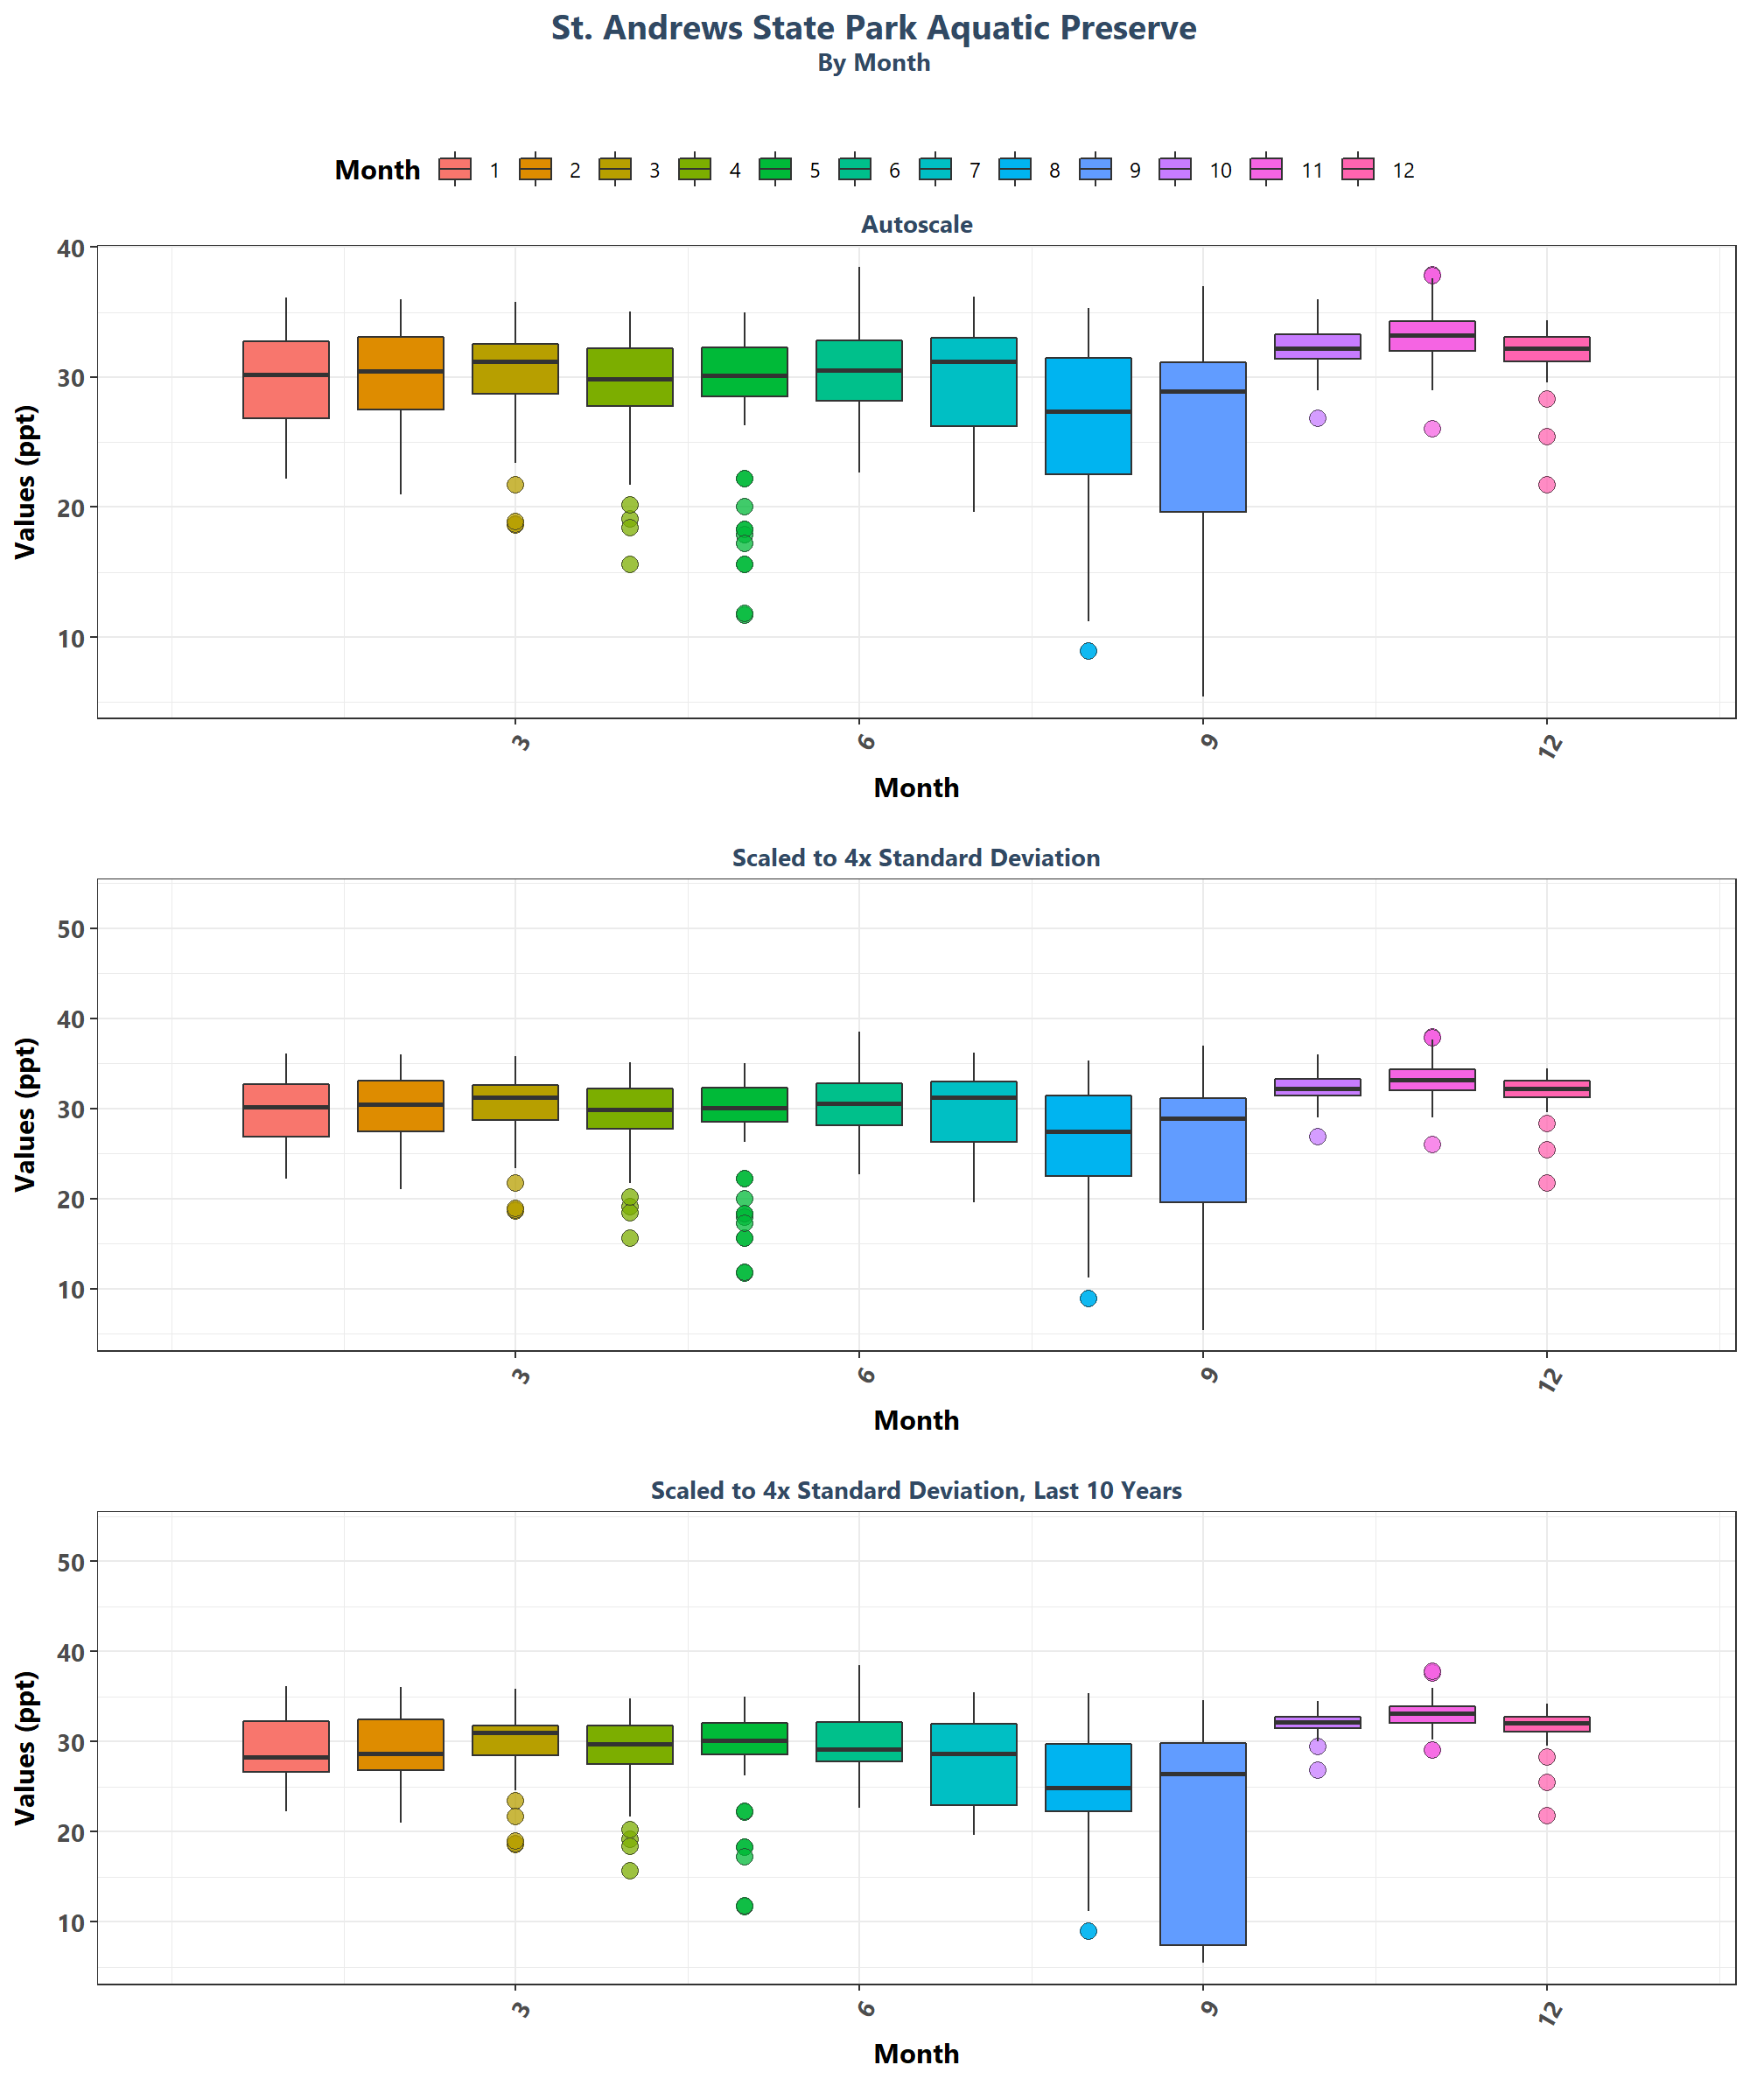 St. Andrews State Park Aquatic Preserve
By Month
Month 1 2 3 4 5 6 7 8 9 10 11 12
Autoscale
Values (ppt)
40
30
20
10
3 6 9 12
Month
Scaled to 4x Standard Deviation
Values (ppt)
50
40
30
20
10
3 6 9 12
Month
Scaled to 4x Standard Deviation, Last 10 Years
Values (ppt)
50
40
30
20
10
3 6 9 12
Month